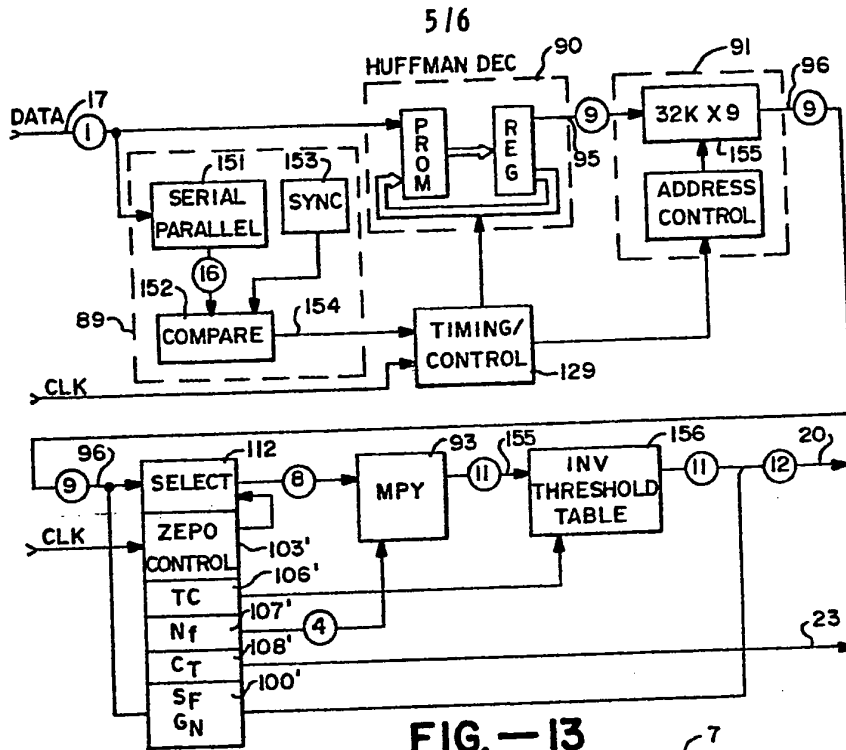 5/6
HUFFMAN DEC
90
91
96
DATA
17
1
PROM
REG
9
95
32K X 9
9
155
151
153
SERIAL
PARALLEL
SYNC
ADDRESS
CONTROL
16
152
154
89
COMPARE
TIMING/
CONTROL
129
CLK
96
9
112
SELECT
8
93
MPY
11
155
156
INV
THRESHOLD
TABLE
11
12
20
CLK
ZEPO
CONTROL
103'
TC
106'
Nf
107'
4
CT
108'
23
SF
GN
100'
FIG.—13
7